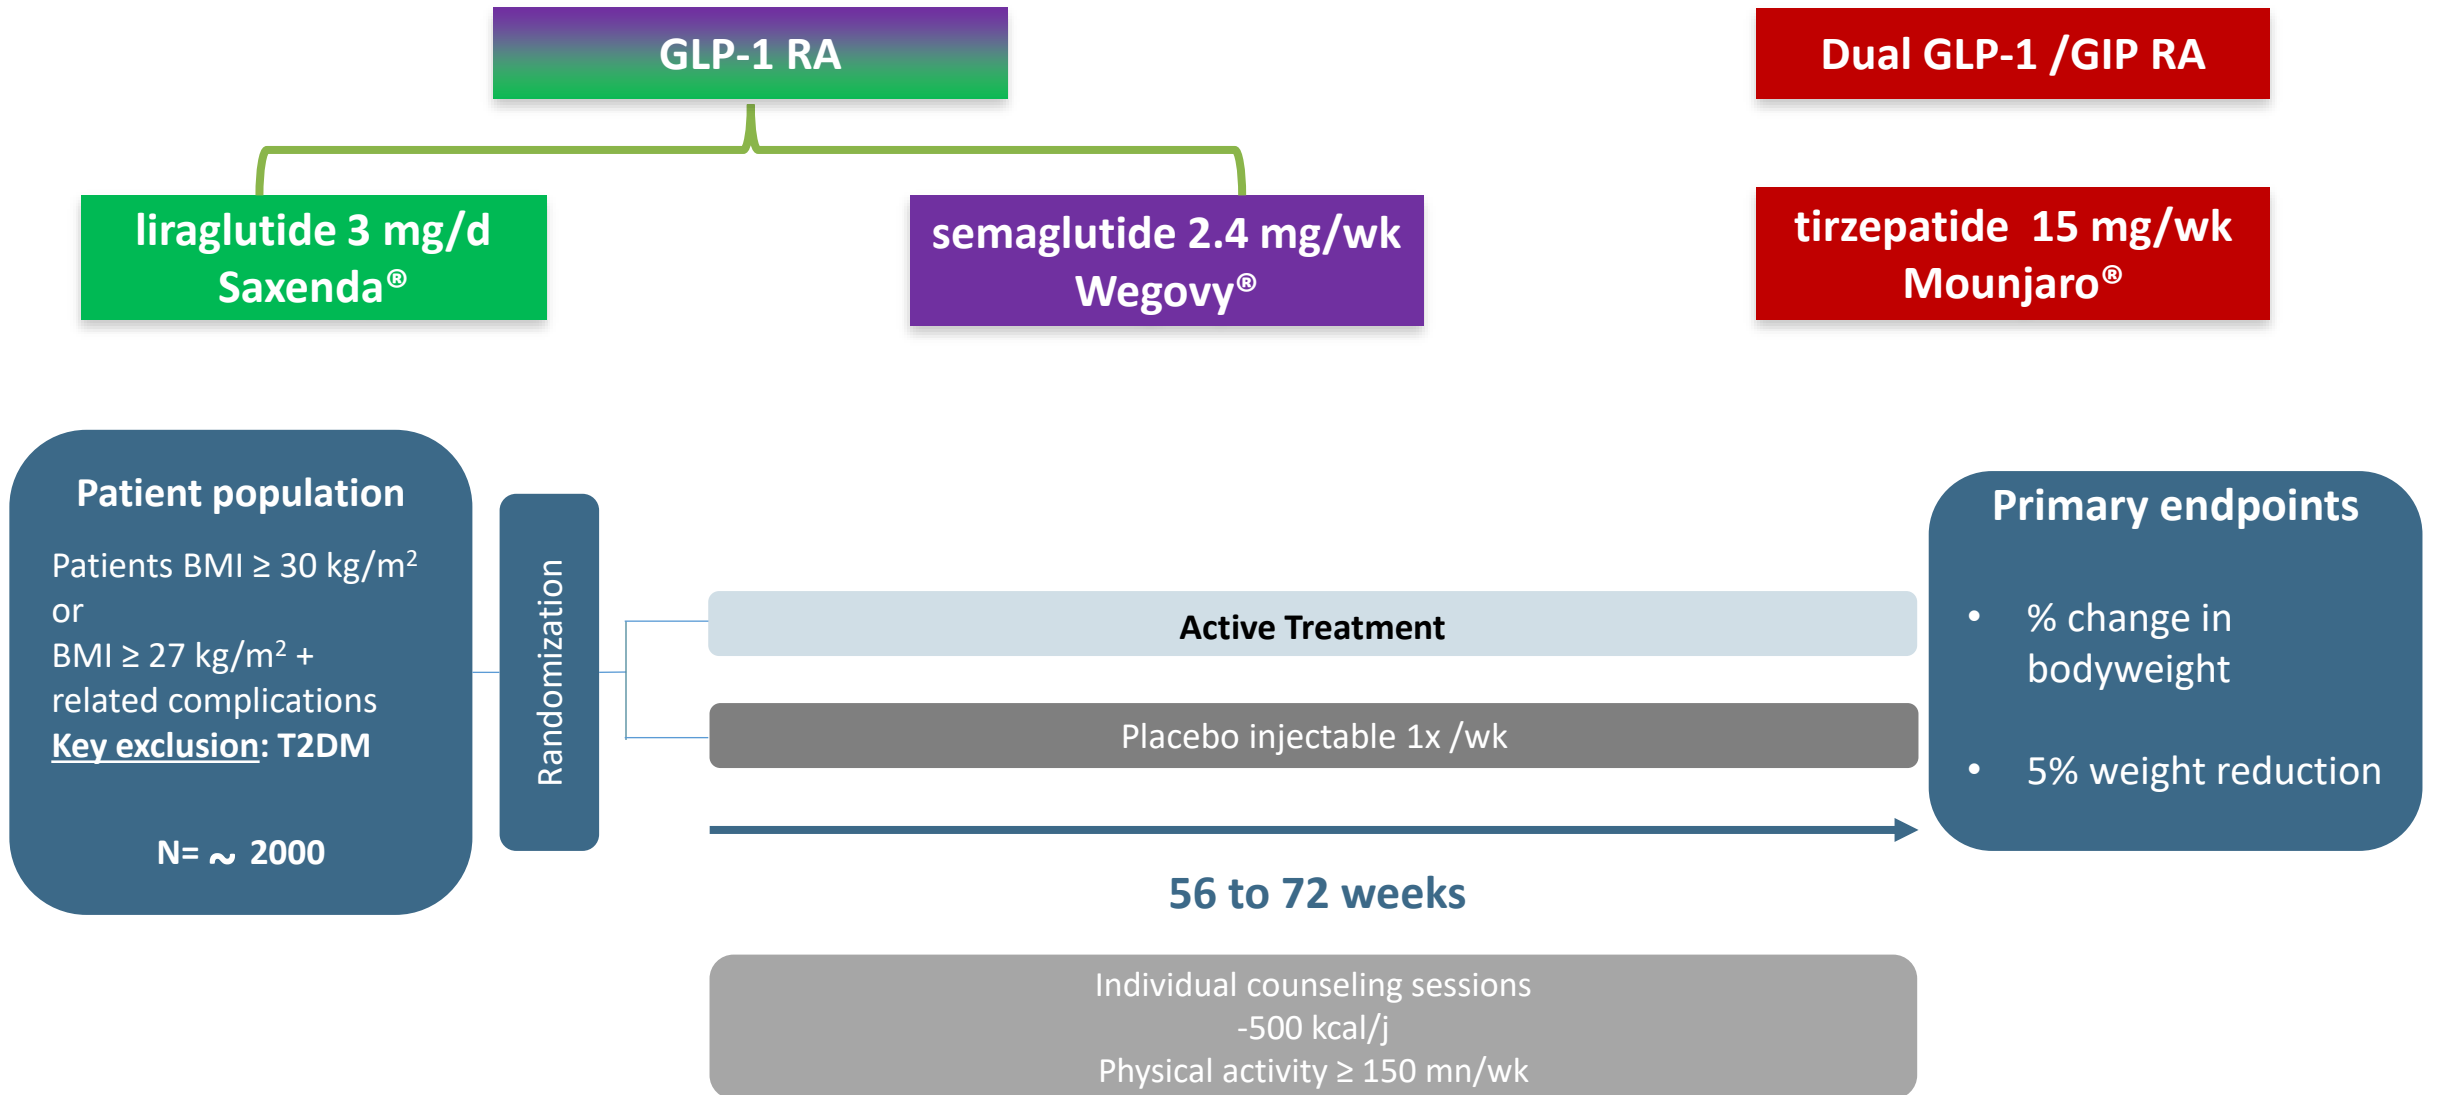 GLP-1 RA
Dual GLP-1 /GIP RA
liraglutide 3 mg/d
Saxenda®
semaglutide 2.4 mg/wk
Wegovy®
tirzepatide 15 mg/wk
Mounjaro®
Patient population
Patients BMI ≥ 30 kg/m²
or
BMI ≥ 27 kg/m² +
related complications
Key exclusion: T2DM
N= ~ 2000
Randomization
Active Treatment
Placebo injectable 1x /wk
56 to 72 weeks
Individual counseling sessions
-500 kcal/j
Physical activity ≥ 150 mn/wk
Primary endpoints
• % change in
bodyweight
• 5% weight reduction